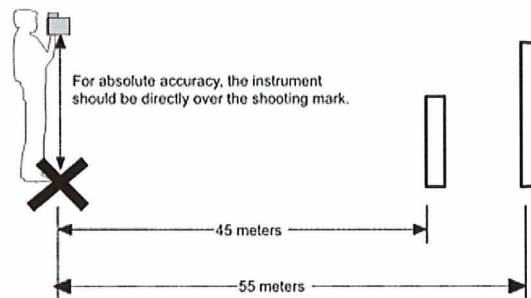 For absolute accuracy, the instrument
should be directly over the shooting mark.
45 meters
55 meters